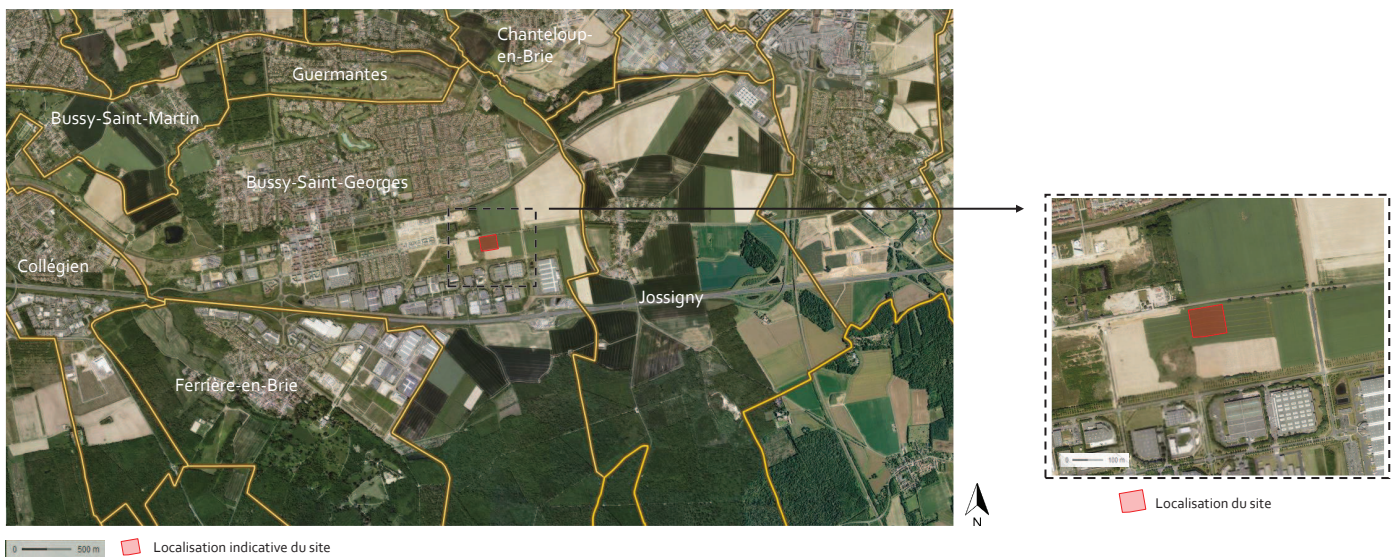 Chanteloup-
en-Brie
Guermantes
Bussy-Saint-Martin
Bussy-Saint-Georges
Collégien
Jossigny
Ferrière-en-Brie
0 100 m
N
Localisation du site
0 500 m
Localisation indicative du site